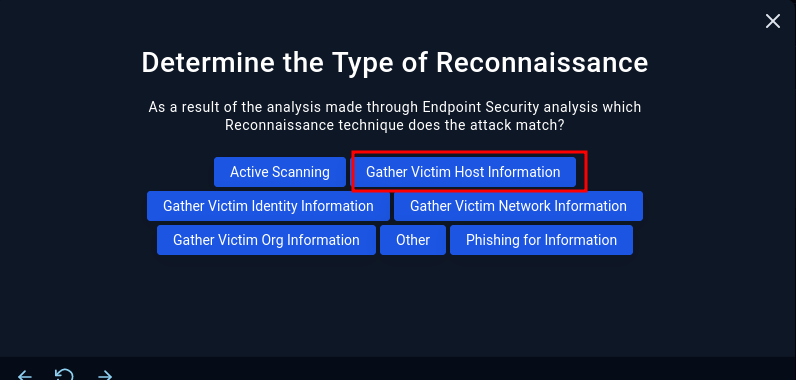 Determine the Type of Reconnaissance
As a result of the analysis made through Endpoint Security analysis which
Reconnaissance technique does the attack match?
Active Scanning Gather Victim Host Information
Gather Victim Identity Information Gather Victim Network Information
Gather Victim Org Information Other Phishing for Information